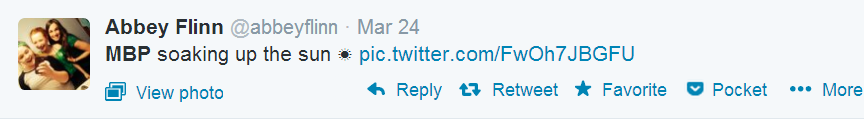 Abbey Flinn @abbeyflinn · Mar 24
MBP soaking up the sun ☀ pic.twitter.com/FwOh7JBGFU
View photo Reply Retweet Favorite Pocket ••• More